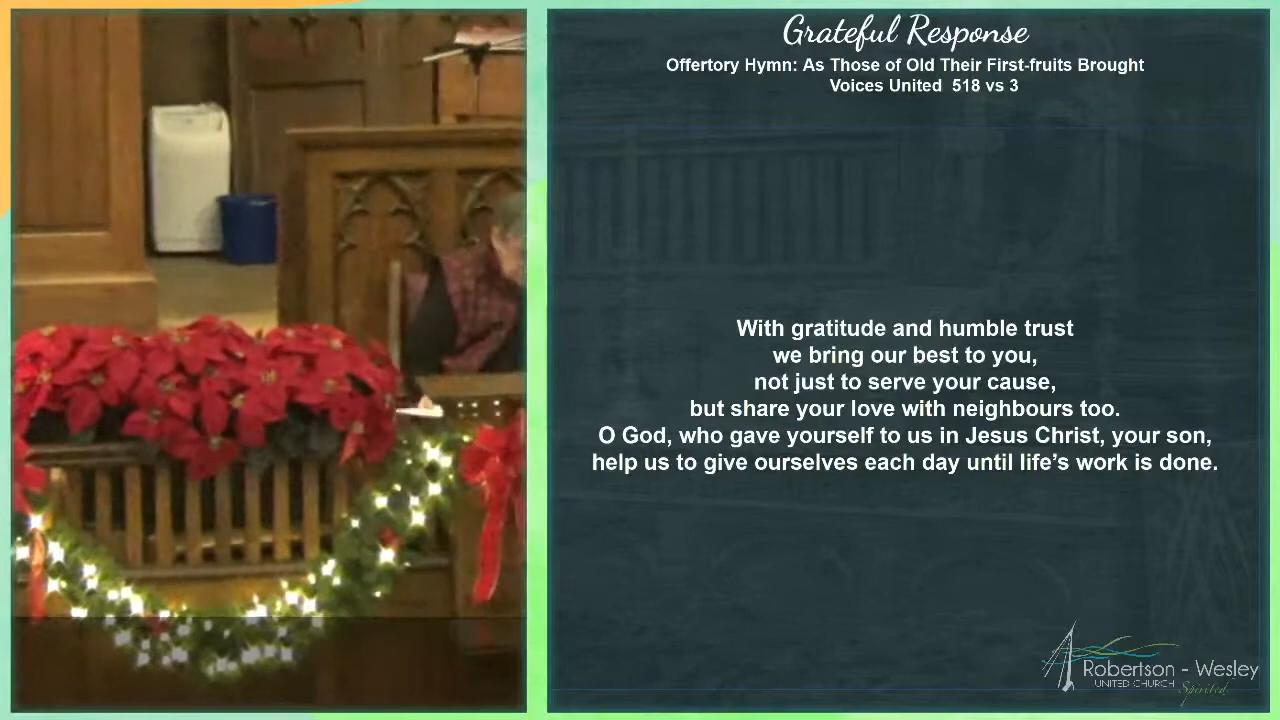 Grateful Response
Offertory Hymn: As Those of Old Their First-fruits Brought
Voices United 518 vs 3
With gratitude and humble trust
we bring our best to you,
not just to serve your cause,
but share your love with neighbours too.
O God, who gave yourself to us in Jesus Christ, your son,
help us to give ourselves each day until life's work is done.
Robertson - Wesley
UNITED CHURCH
Spirited